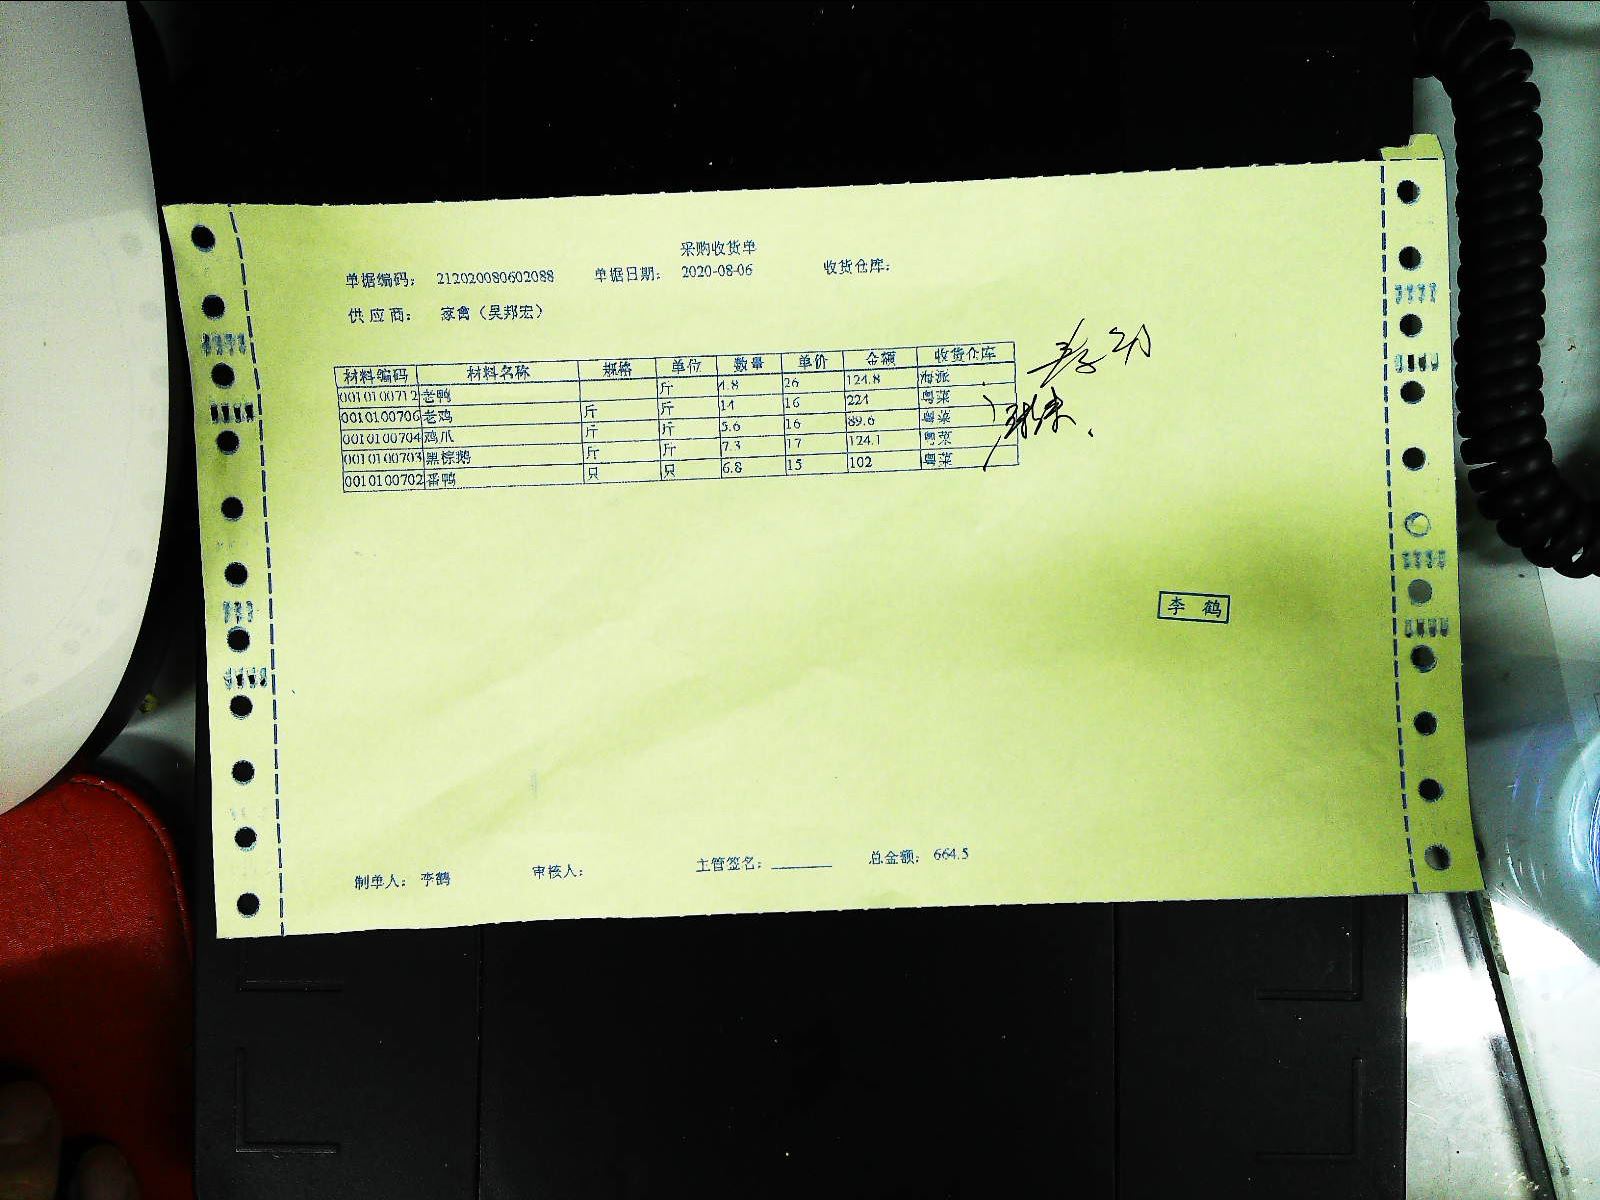 采购收货单
单据编码： 212020080602088 单据日期： 2020-08-06 收货仓库：
供 应 商： 家禽（吴邦宏）
材料编码 材料名称 规格 单位 数量 单价 金额 收货仓库
0010100712 老鸭 斤 4.8 26 124.8 海派
0010100706 老鸡 斤 斤 14 16 224 粤菜
0010100704 鸡爪 斤 斤 5.6 16 89.6 粤菜
0010100703 黑棕鹅 斤 斤 7.3 17 124.1 粤菜
0010100702 番鸭 只 只 6.8 15 102 粤菜
李 鹤
制单人： 李鹤 审核人： 主管签名： 总金额： 664.5